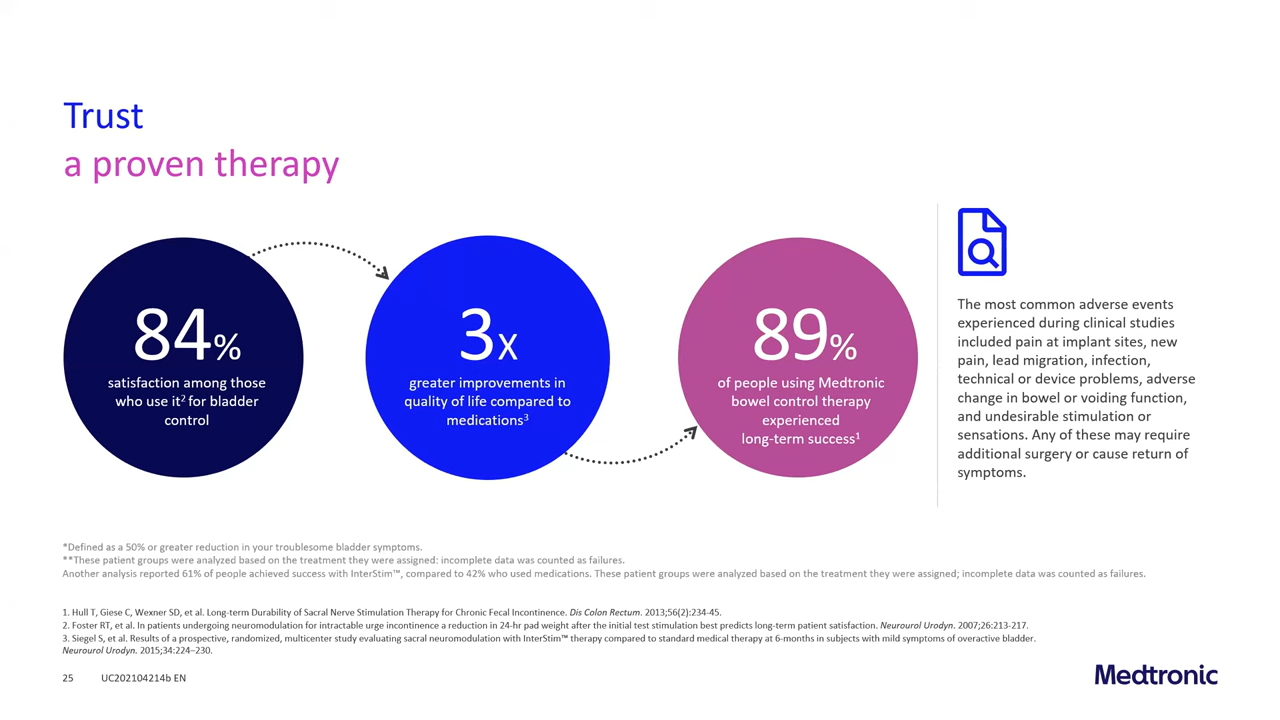 Trust
a proven therapy
84%
satisfaction among those
who use it² for bladder
control
3X
greater improvements in
quality of life compared to
medications³
89%
of people using Medtronic
bowel control therapy
experienced
long-term success¹
The most common adverse events
experienced during clinical studies
included pain at implant sites, new
pain, lead migration, infection,
technical or device problems, adverse
change in bowel or voiding function,
and undesirable stimulation or
sensations. Any of these may require
additional surgery or cause return of
symptoms.
*Defined as a 50% or greater reduction in your troublesome bladder symptoms.
**These patient groups were analyzed based on the treatment they were assigned: incomplete data was counted as failures.
Another analysis reported 61% of people achieved success with InterStim™, compared to 42% who used medications. These patient groups were analyzed based on the treatment they were assigned; incomplete data was counted as failures.
1. Hull T, Giese C, Wexner SD, et al. Long-term Durability of Sacral Nerve Stimulation Therapy for Chronic Fecal Incontinence. Dis Colon Rectum. 2013;56(2):234-45.
2. Foster RT, et al. In patients undergoing neuromodulation for intractable urge incontinence a reduction in 24-hr pad weight after the initial test stimulation best predicts long-term patient satisfaction. Neurourol Urodyn. 2007;26:213-217.
3. Siegel S, et al. Results of a prospective, randomized, multicenter study evaluating sacral neuromodulation with InterStim™ therapy compared to standard medical therapy at 6-months in subjects with mild symptoms of overactive bladder.
Neurourol Urodyn. 2015;34:224–230.
25 UC202104214b EN
Medtronic